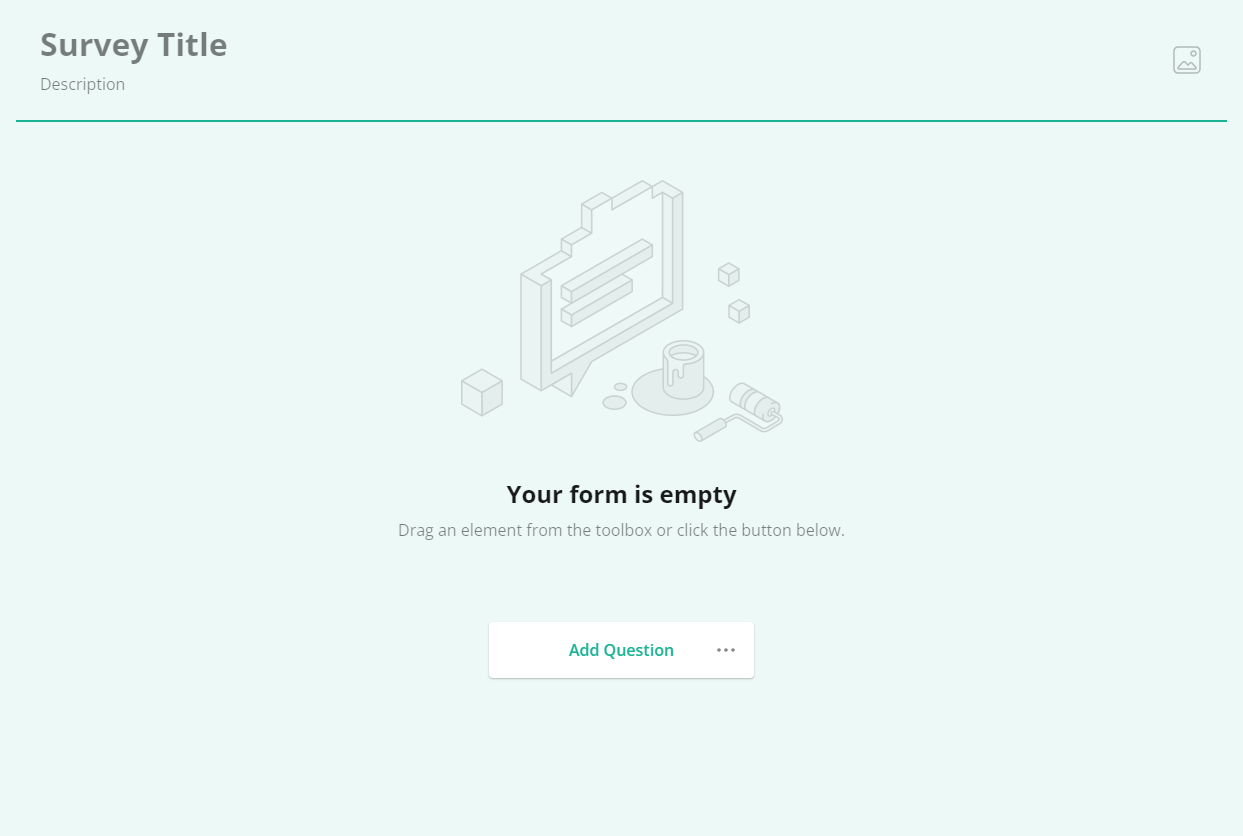 Survey Title
Description
Your form is empty
Drag an element from the toolbox or click the button below.
Add Question